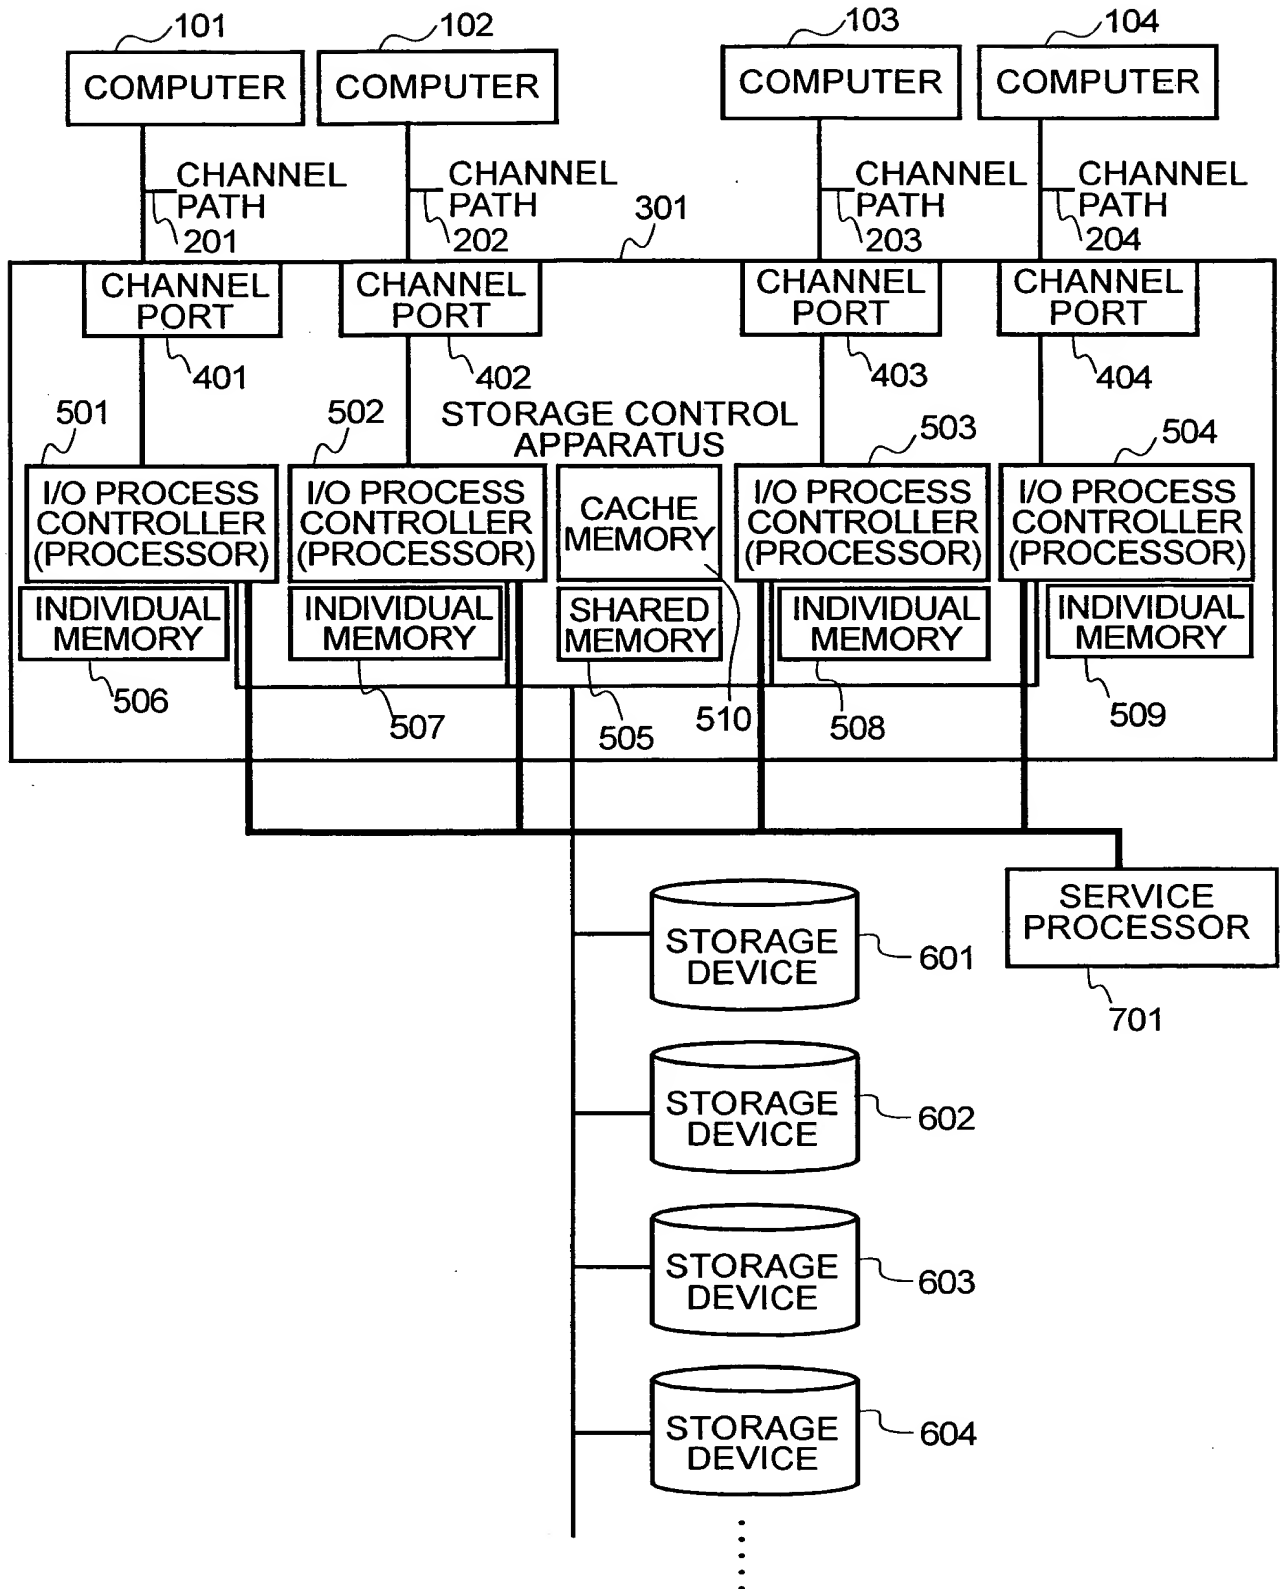 101
102
103
104
COMPUTER
COMPUTER
COMPUTER
COMPUTER
CHANNEL
PATH
201
CHANNEL
PATH
202
301
CHANNEL
PATH
203
CHANNEL
PATH
204
CHANNEL
PORT
401
CHANNEL
PORT
402
CHANNEL
PORT
403
CHANNEL
PORT
404
STORAGE CONTROL
APPARATUS
501
502
503
504
I/O PROCESS
CONTROLLER
(PROCESSOR)
I/O PROCESS
CONTROLLER
(PROCESSOR)
CACHE
MEMORY
I/O PROCESS
CONTROLLER
(PROCESSOR)
I/O PROCESS
CONTROLLER
(PROCESSOR)
INDIVIDUAL
MEMORY
INDIVIDUAL
MEMORY
SHARED
MEMORY
INDIVIDUAL
MEMORY
INDIVIDUAL
MEMORY
506
507
505
510
508
509
SERVICE
PROCESSOR
701
STORAGE
DEVICE
601
STORAGE
DEVICE
602
STORAGE
DEVICE
603
STORAGE
DEVICE
604